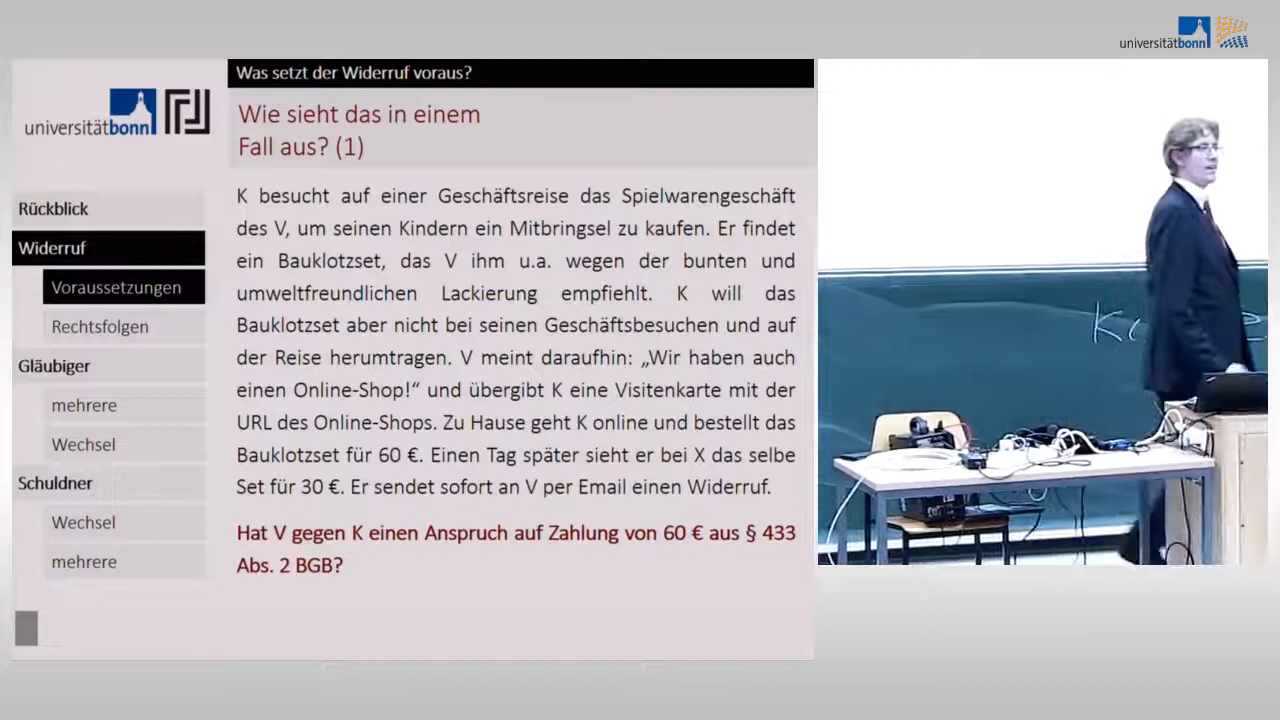 universitätbonn
Was setzt der Widerruf voraus?
universitätbonn
Wie sieht das in einem
Fall aus? (1)
K besucht auf einer Geschäftsreise das Spielwarengeschäft
des V, um seinen Kindern ein Mitbringsel zu kaufen. Er findet
ein Bauklotzset, das V ihm u.a. wegen der bunten und
umweltfreundlichen Lackierung empfiehlt. K will das
Bauklotzset aber nicht bei seinen Geschäftsbesuchen und auf
der Reise herumtragen. V meint daraufhin: „Wir haben auch
einen Online-Shop!“ und übergibt K eine Visitenkarte mit der
URL des Online-Shops. Zu Hause geht K online und bestellt das
Bauklotzset für 60 €. Einen Tag später sieht er bei X das selbe
Set für 30 €. Er sendet sofort an V per Email einen Widerruf.
Hat V gegen K einen Anspruch auf Zahlung von 60 € aus § 433
Abs. 2 BGB?
Rückblick
Widerruf
Voraussetzungen
Rechtsfolgen
Gläubiger
mehrere
Wechsel
Schuldner
Wechsel
mehrere